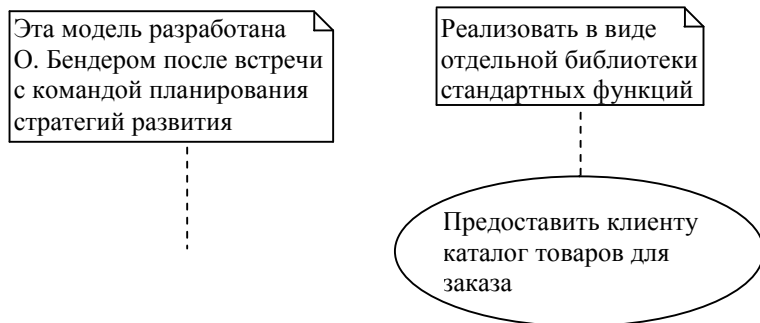 Эта модель разработана
О. Бендером после встречи
с командой планирования
стратегий развития
Реализовать в виде
отдельной библиотеки
стандартных функций
Предоставить клиенту
каталог товаров для
заказа